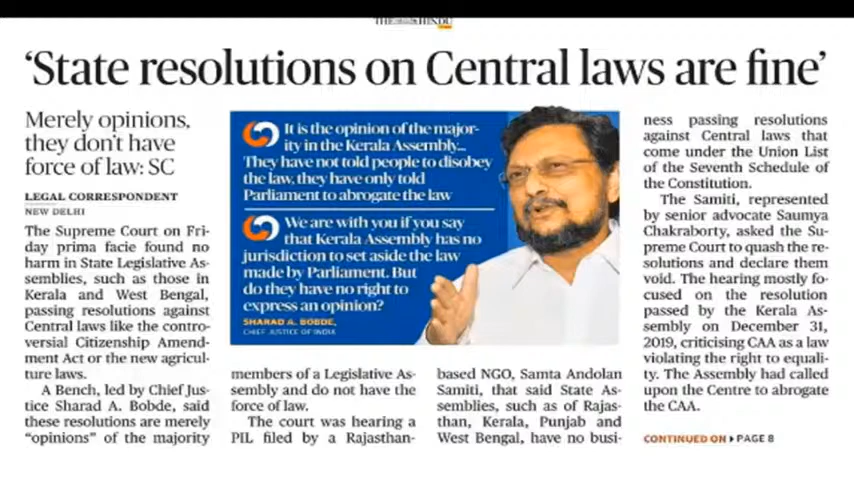 THE HINDU
‘State resolutions on Central laws are fine’
Merely opinions,
they don't have
force of law: SC
LEGAL CORRESPONDENT
NEW DELHI
The Supreme Court on Fri-
day prima facie found no
harm in State Legislative As-
semblies, such as those in
Kerala and West Bengal,
passing resolutions against
Central laws like the contro-
versial Citizenship Amend-
ment Act or the new agricul-
ture laws.
A Bench, led by Chief Jus-
tice Sharad A. Bobde, said
these resolutions are merely
“opinions” of the majority
It is the opinion of the major-
ity in the Kerala Assembly...
They have not told people to disobey
the law, they have only told
Parliament to abrogate the law
We are with you if you say
that Kerala Assembly has no
jurisdiction to set aside the law
made by Parliament. But
do they have no right to
express an opinion?
SHARAD A. BOBDE,
CHIEF JUSTICE OF INDIA
members of a Legislative As-
sembly and do not have the
force of law.
The court was hearing a
PIL filed by a Rajasthan-
based NGO, Samta Andolan
Samiti, that said State As-
semblies, such as of Rajas-
than, Kerala, Punjab and
West Bengal, have no busi-
ness passing resolutions
against Central laws that
come under the Union List
of the Seventh Schedule of
the Constitution.
The Samiti, represented
by senior advocate Saumya
Chakraborty, asked the Su-
preme Court to quash the re-
solutions and declare them
void. The hearing mostly fo-
cused on the resolution
passed by the Kerala As-
sembly on December 31,
2019, criticising CAA as a law
violating the right to equali-
ty. The Assembly had called
upon the Centre to abrogate
the CAA.
CONTINUED ON PAGE 8